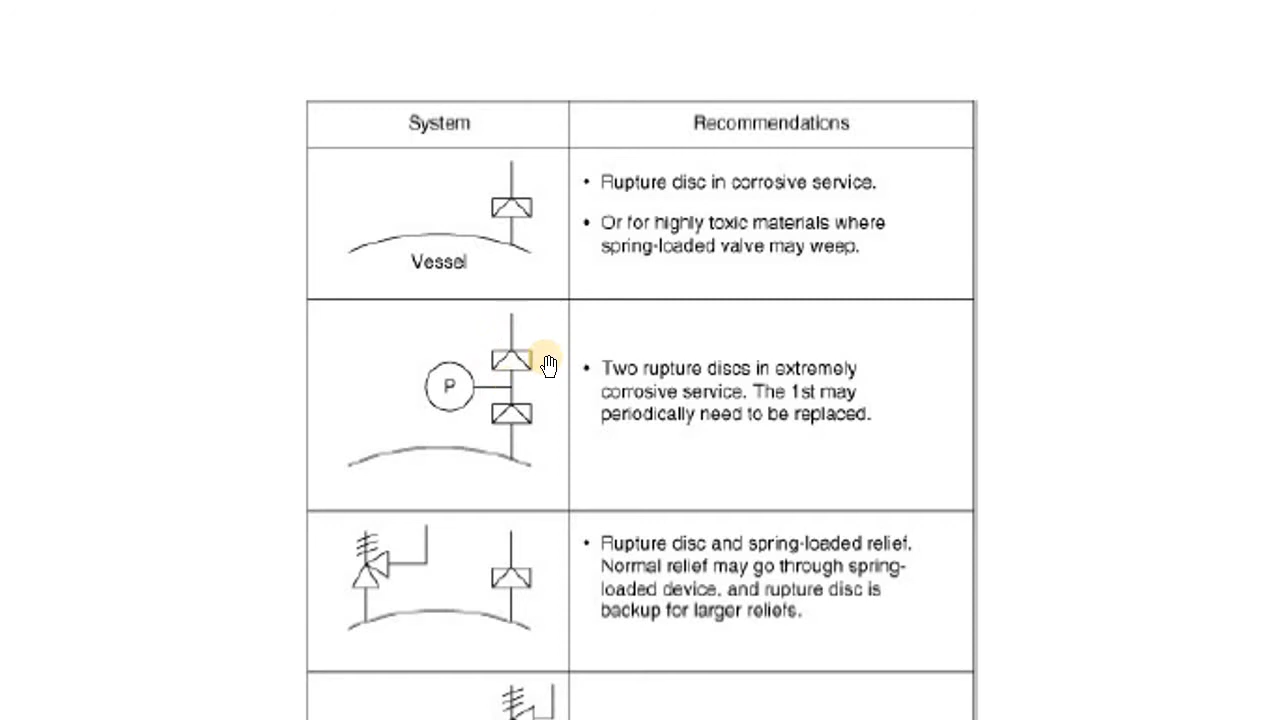 System
Recommendations
• Rupture disc in corrosive service.
• Or for highly toxic materials where
spring-loaded valve may weep.
Vessel
P
• Two rupture discs in extremely
corrosive service. The 1st may
periodically need to be replaced.
• Rupture disc and spring-loaded relief.
Normal relief may go through spring-
loaded device, and rupture disc is
backup for larger reliefs.